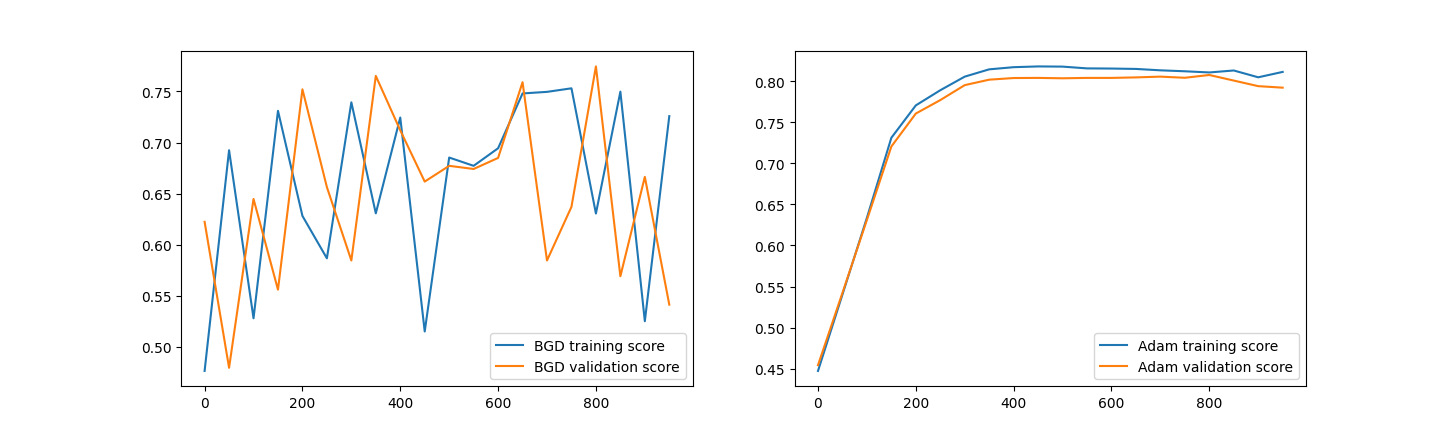 0.75
0.70
0.65
0.60
0.55
0.50
0 200 400 600 800
BGD training score
BGD validation score
0.80
0.75
0.70
0.65
0.60
0.55
0.50
0.45
0 200 400 600 800
Adam training score
Adam validation score